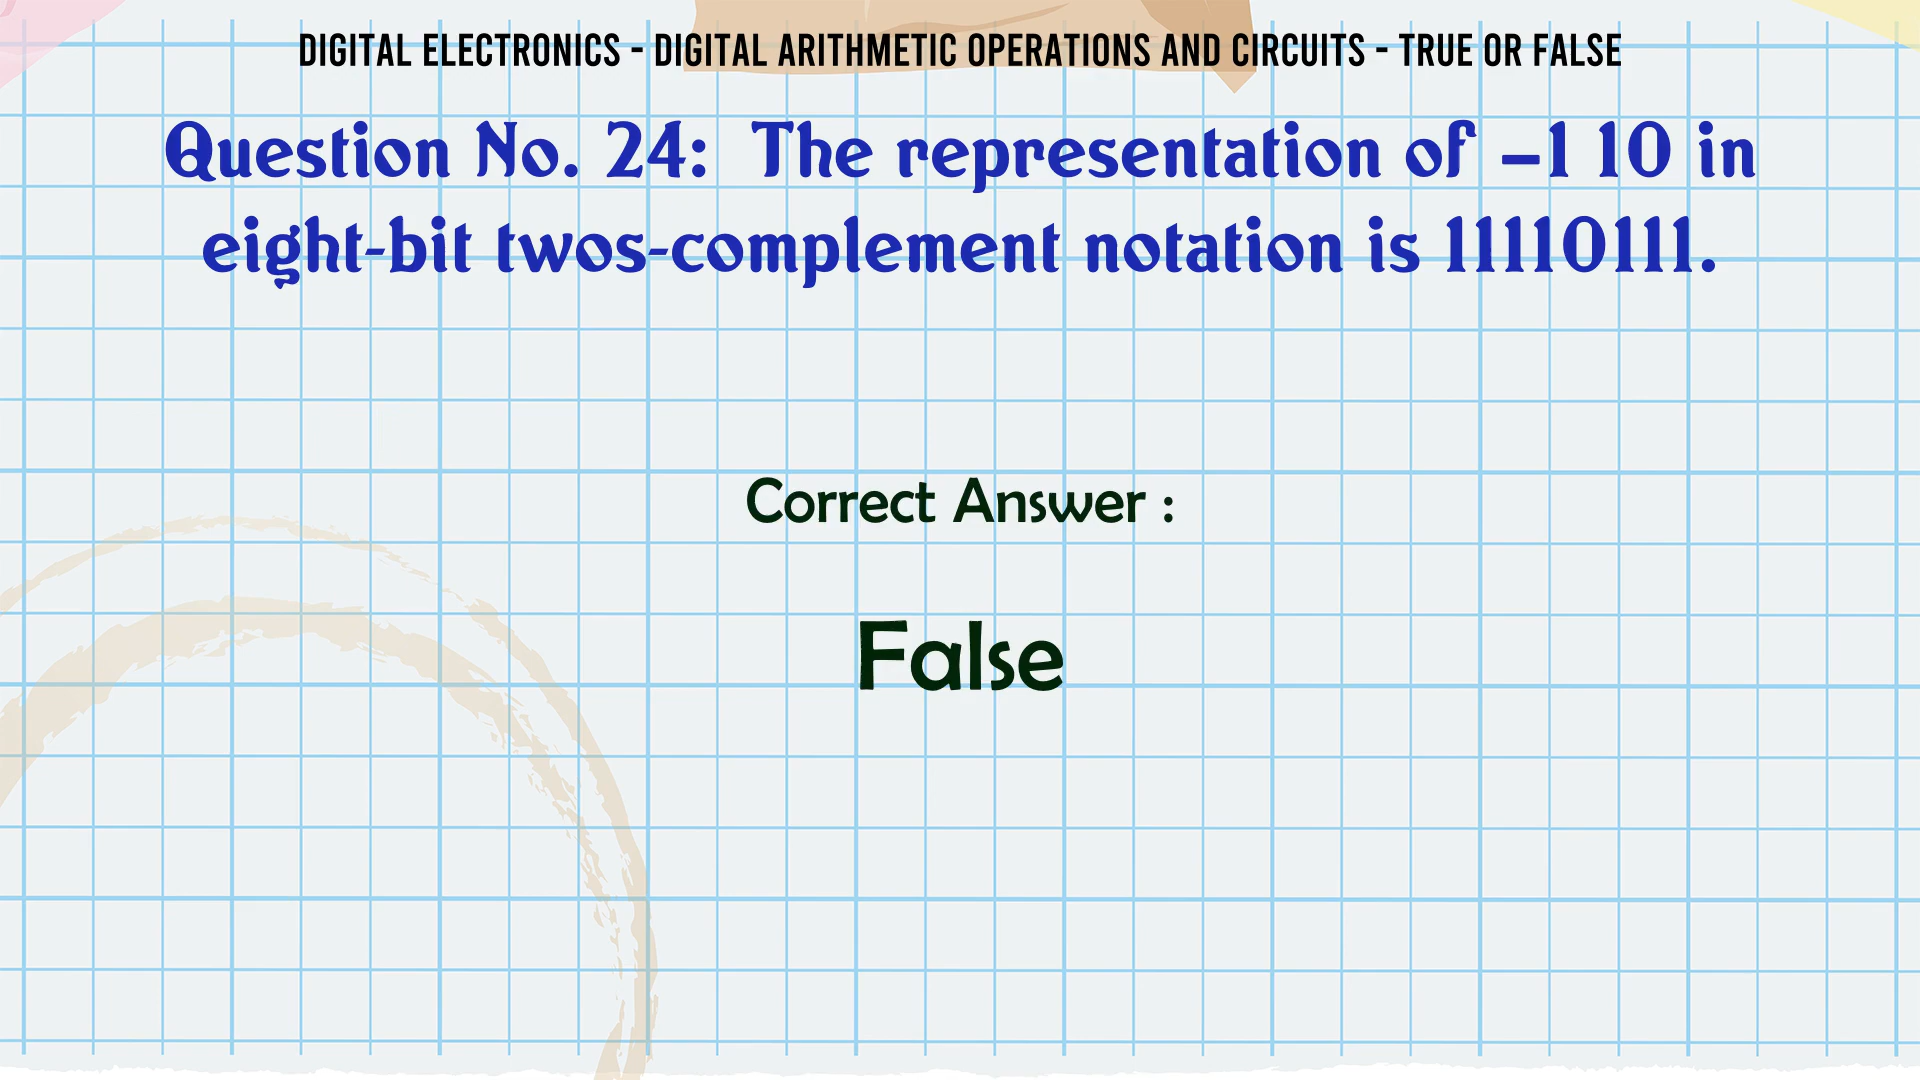 DIGITAL ELECTRONICS - DIGITAL ARITHMETIC OPERATIONS AND CIRCUITS - TRUE OR FALSE
Question No. 24: The representation of –1 10 in
eight-bit twos-complement notation is 11110111.
Correct Answer :
False